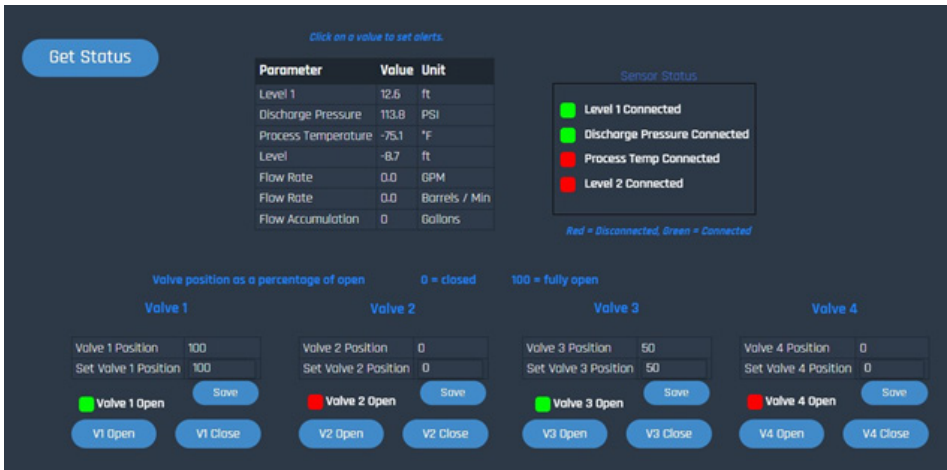 Click on a value to set alerts.
Get Status
Parameter Value Unit
Level 1 12.6 ft
Discharge Pressure 113.8 PSI
Process Temperature -75.1 °F
Level -8.7 ft
Flow Rate 0.0 GPM
Flow Rate 0.0 Barrels / Min
Flow Accumulation 0 Gallons
Sensor Status
Level 1 Connected
Discharge Pressure Connected
Process Temp Connected
Level 2 Connected
Red = Disconnected, Green = Connected
Valve position as a percentage of open 0 = closed 100 = fully open
Valve 1
Valve 1 Position 100
Set Valve 1 Position 100
Save
Valve 1 Open
V1 Open V1 Close
Valve 2
Valve 2 Position 0
Set Valve 2 Position 0
Save
Valve 2 Open
V2 Open V2 Close
Valve 3
Valve 3 Position 50
Set Valve 3 Position 50
Save
Valve 3 Open
V3 Open V3 Close
Valve 4
Valve 4 Position 0
Set Valve 4 Position 0
Save
Valve 4 Open
V4 Open V4 Close